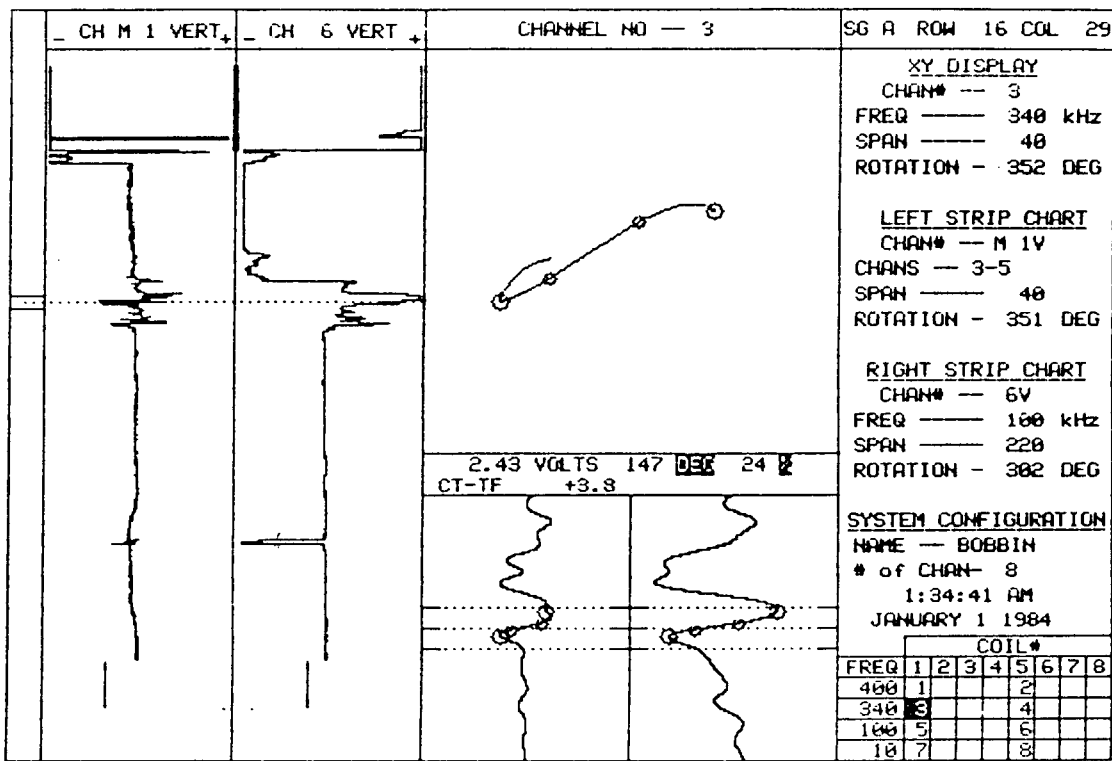 _ CH M 1 VERT + _ CH 6 VERT +
CHANNEL NO -- 3
2.43 VOLTS 147 DEG 24 %
CT-TF +3.8
SG A ROW 16 COL 29
XY DISPLAY
CHAN# -- 3
FREQ ----- 340 kHz
SPAN ----- 40
ROTATION - 352 DEG
LEFT STRIP CHART
CHAN# -- M 1V
CHANS -- 3-5
SPAN ----- 40
ROTATION - 351 DEG
RIGHT STRIP CHART
CHAN# -- 6V
FREQ ----- 100 kHz
SPAN ----- 220
ROTATION - 302 DEG
SYSTEM CONFIGURATION
NAME -- BOBBIN
# of CHAN- 8
1:34:41 AM
JANUARY 1 1984
COIL#
FREQ 1 2 3 4 5 6 7 8
400 1 2
340 3 4
100 5 6
10 7 8